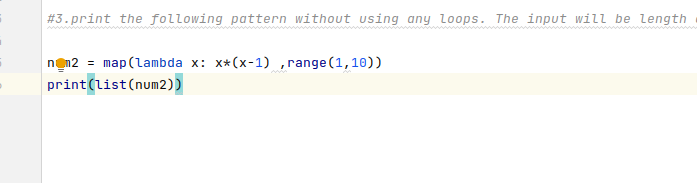 #3.print the following pattern without using any loops. The input will be length
num2 = map(lambda x: x*(x-1) ,range(1,10))
print(list(num2))